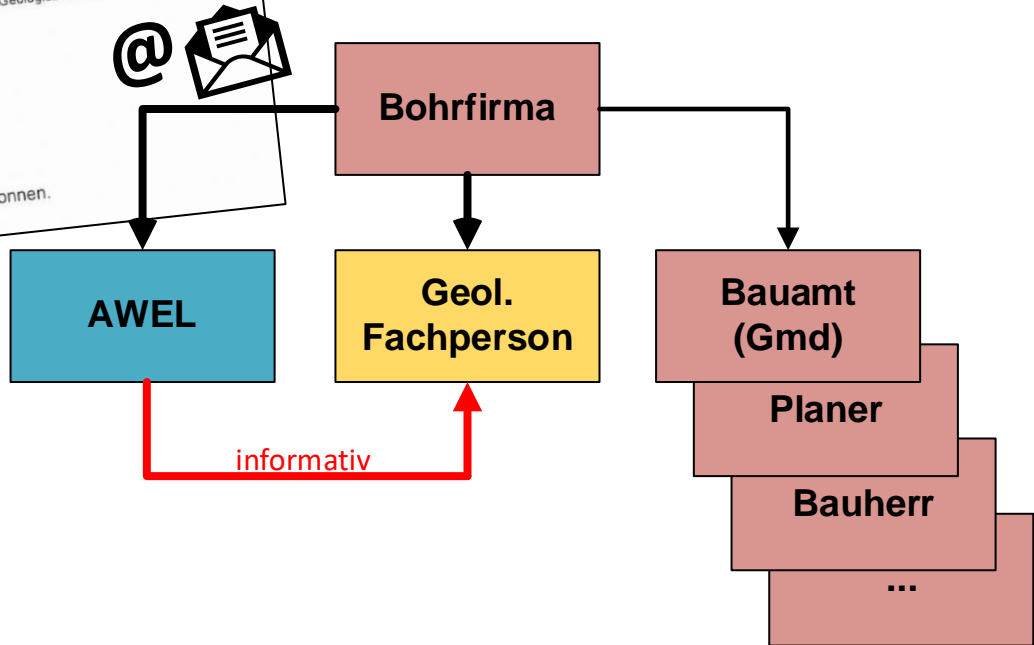 @
Bohrfirma
AWEL
Geol.
Fachperson
Bauamt
(Gmd)
Planer
Bauherr
...
informativ
onnen.